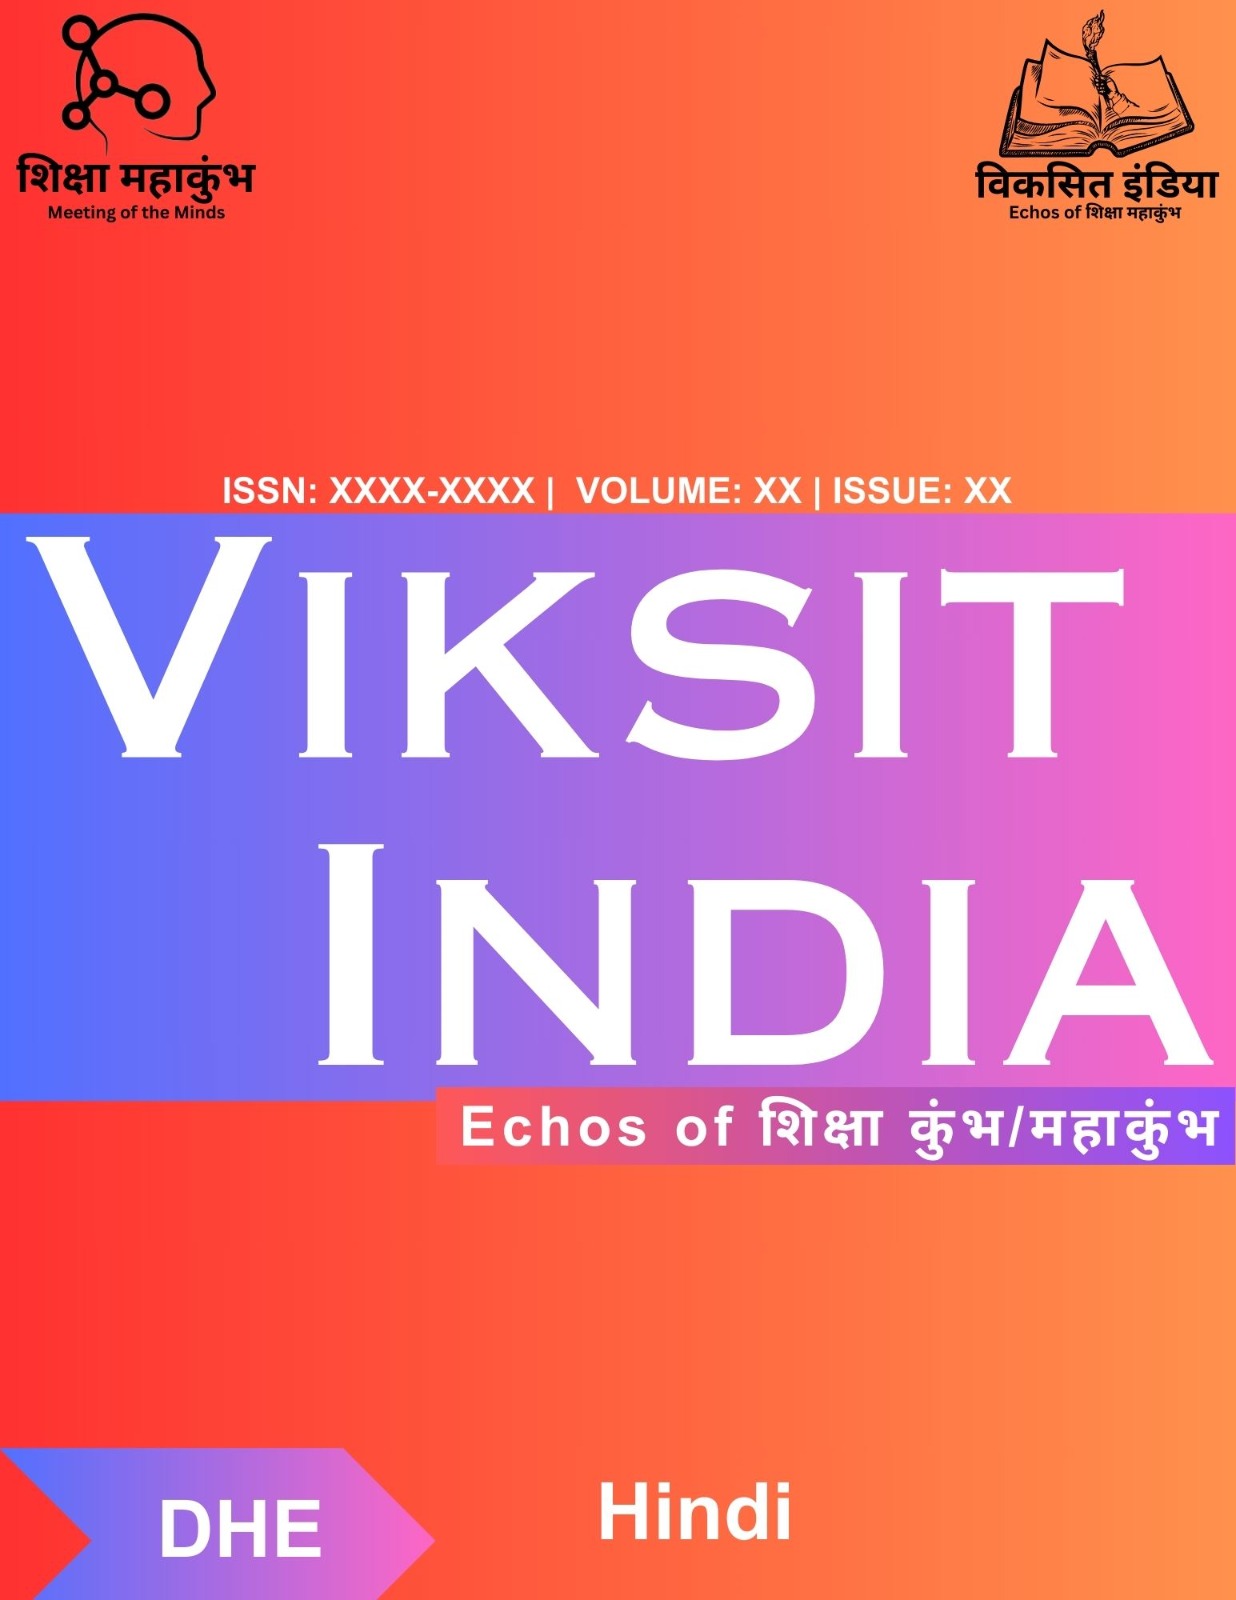 शिक्षा महाकुंभ
Meeting of the Minds
विकसित इंडिया
Echos of शिक्षा महाकुंभ
ISSN: XXXX-XXXX | VOLUME: XX | ISSUE: XX
VIKSIT
INDIA
Echos of शिक्षा कुंभ/महाकुंभ
DHE
Hindi